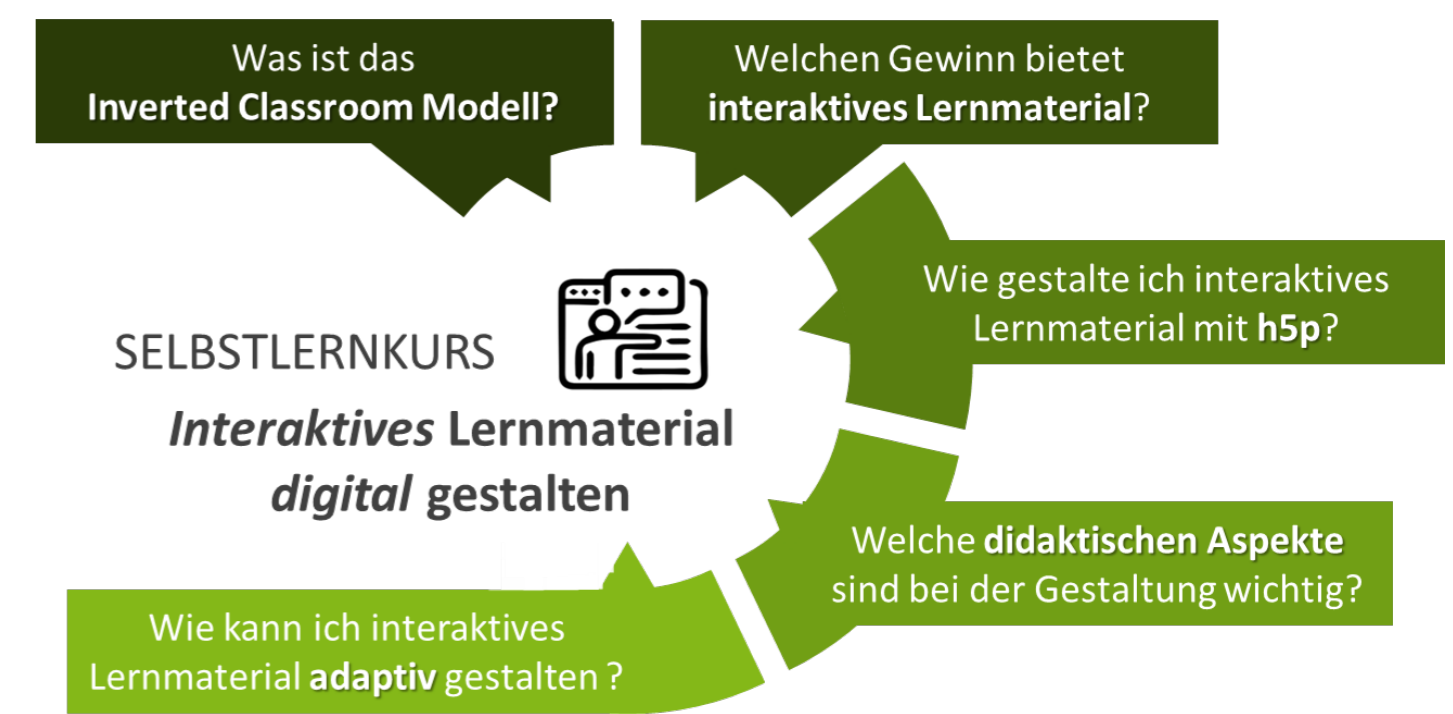 Was ist das
Inverted Classroom Modell?
Welchen Gewinn bietet
interaktives Lernmaterial?
Wie gestalte ich interaktives
Lernmaterial mit h5p?
SELBSTLERNKURS
Interaktives Lernmaterial
digital gestalten
Welche didaktischen Aspekte
sind bei der Gestaltung wichtig?
Wie kann ich interaktives
Lernmaterial adaptiv gestalten ?